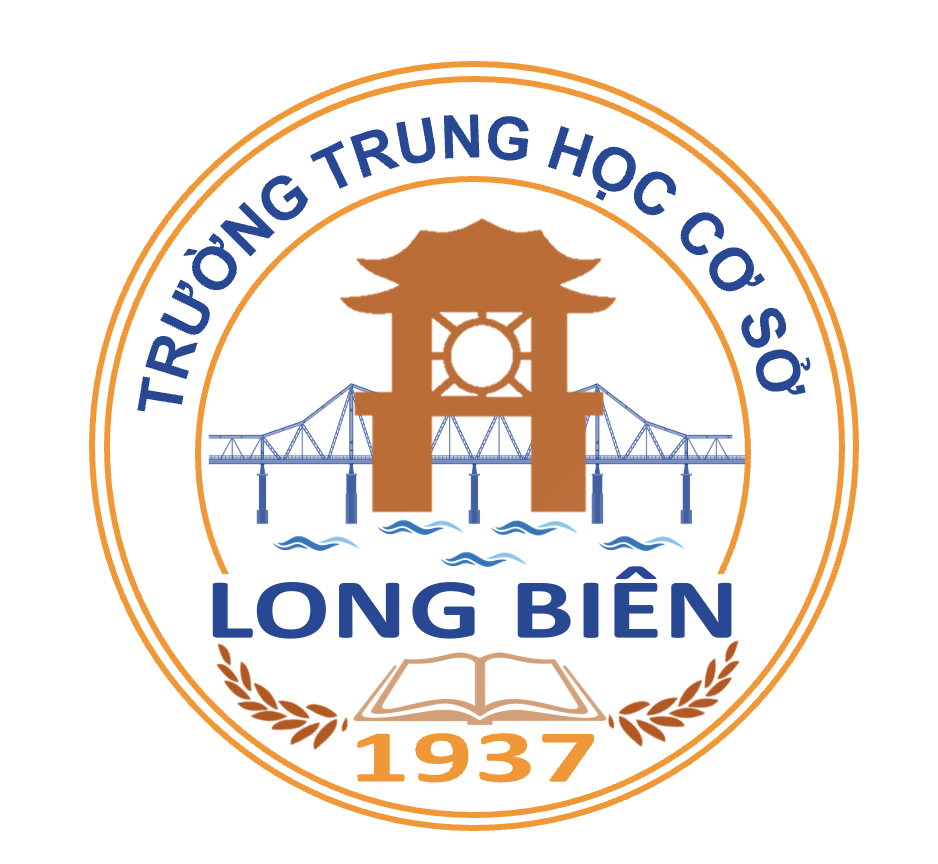 TRƯỜNG TRUNG HỌC CƠ SỞ
LONG BIÊN
1937